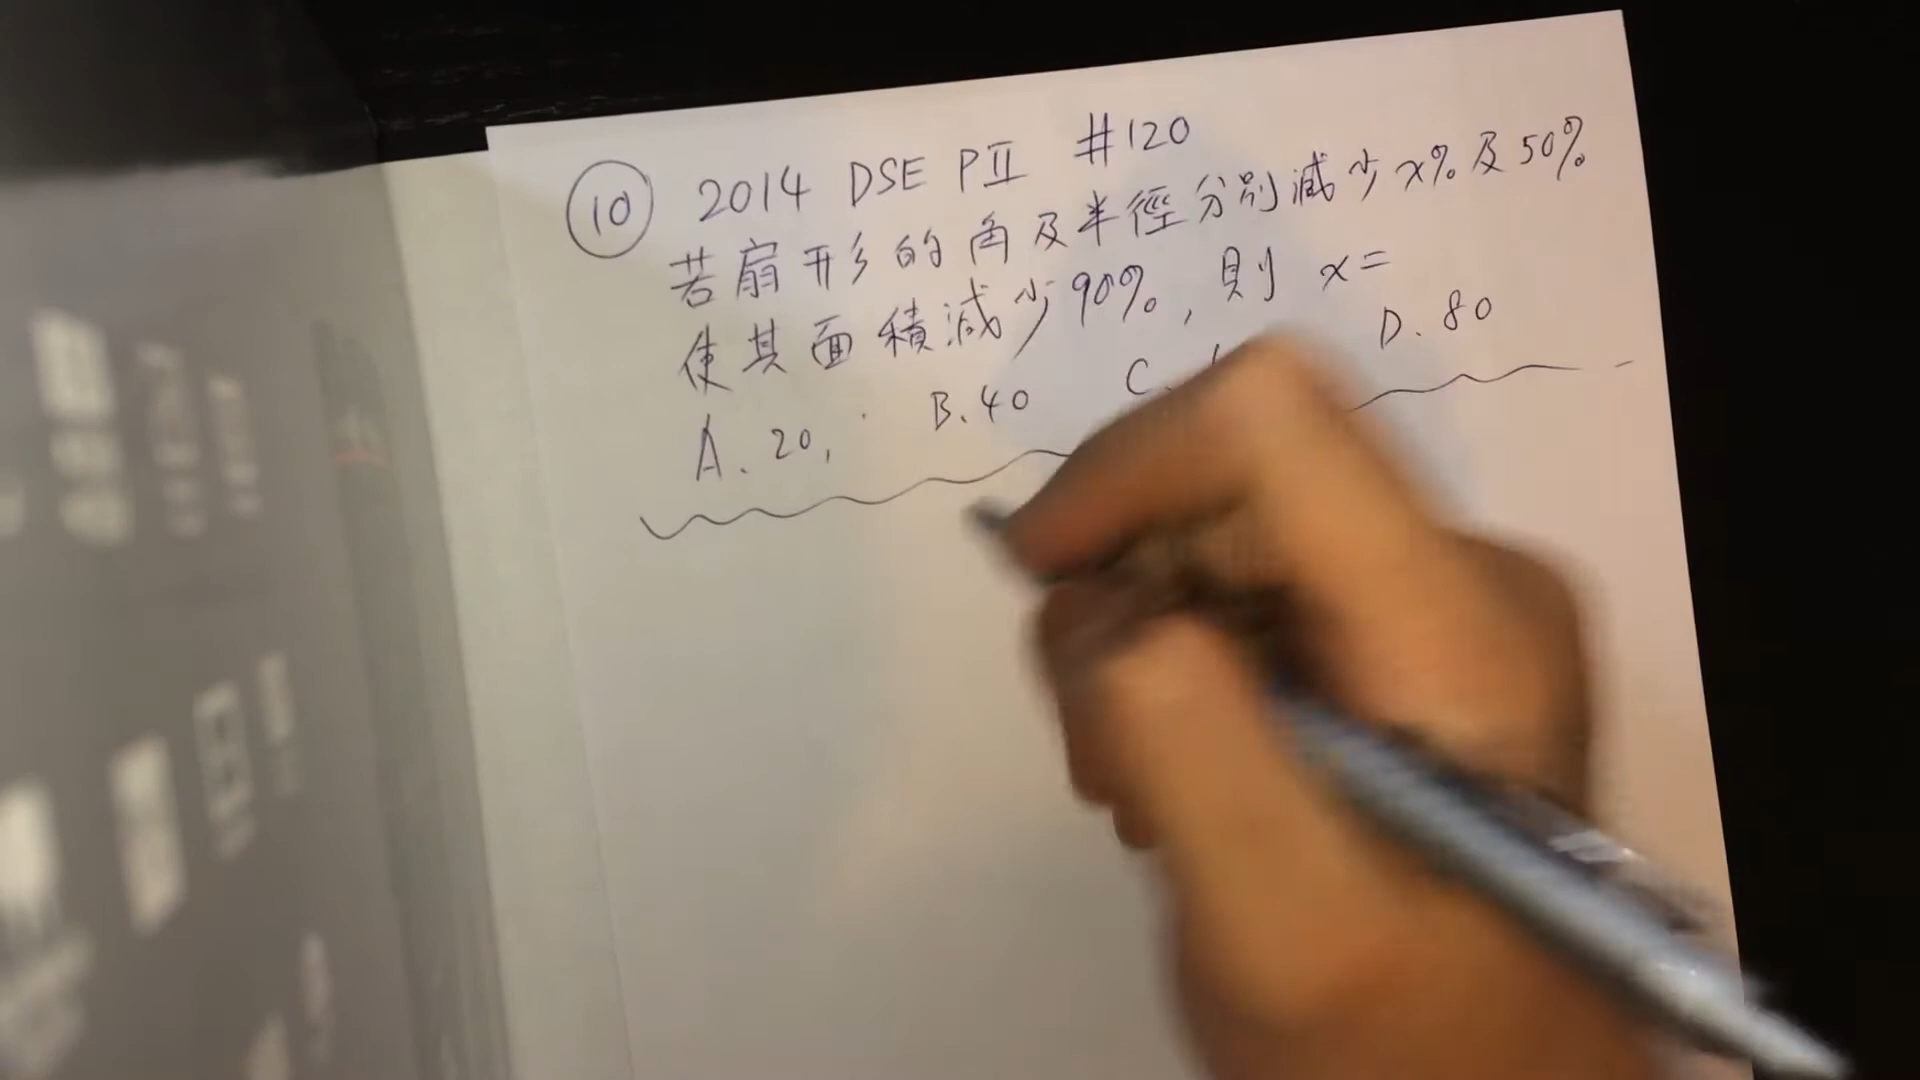 ⑩ 2014 DSE PⅡ #120
若扇形的角及半徑分別減少x%及50%
使其面積減少90%,則 x=
A. 20, B. 40 C. D. 80